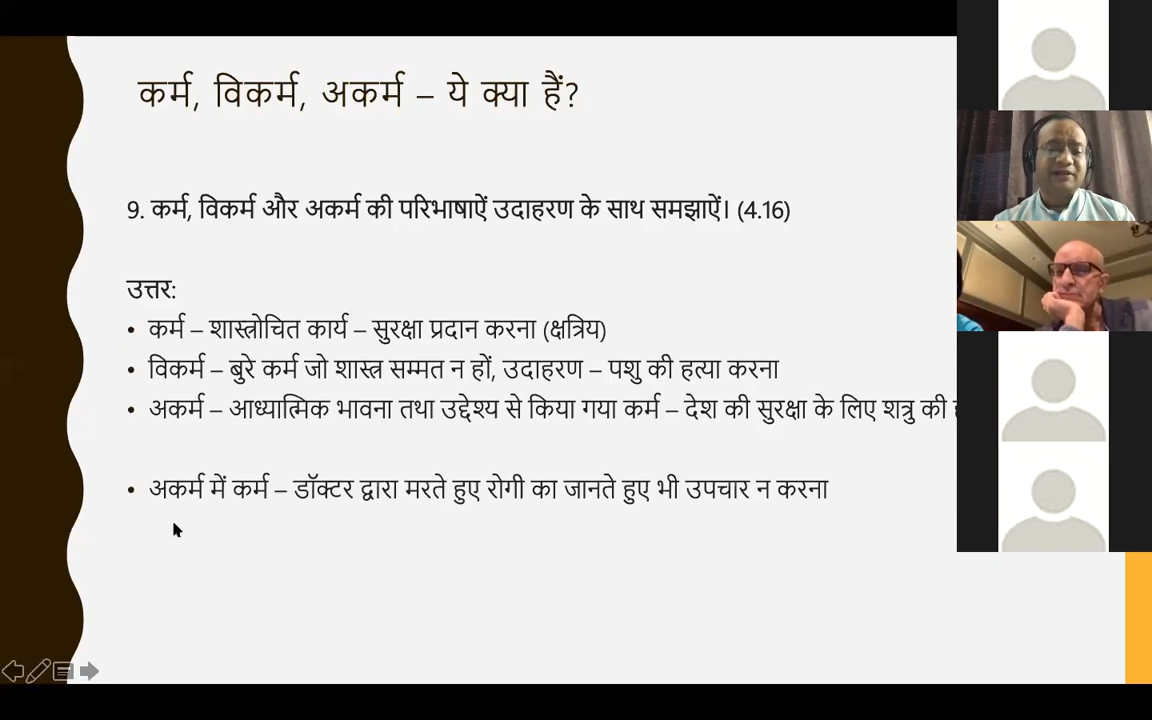 कर्म, विकर्म, अकर्म – ये क्या हैं?
9. कर्म, विकर्म और अकर्म की परिभाषाऐं उदाहरण के साथ समझाऐं। (4.16)
उत्तर:
• कर्म – शास्त्रोचित कार्य – सुरक्षा प्रदान करना (क्षत्रिय)
• विकर्म – बुरे कर्म जो शास्त्र सम्मत न हों, उदाहरण – पशु की हत्या करना
• अकर्म – आध्यात्मिक भावना तथा उद्देश्य से किया गया कर्म – देश की सुरक्षा के लिए शत्रु की
• अकर्म में कर्म – डॉक्टर द्वारा मरते हुए रोगी का जानते हुए भी उपचार न करना